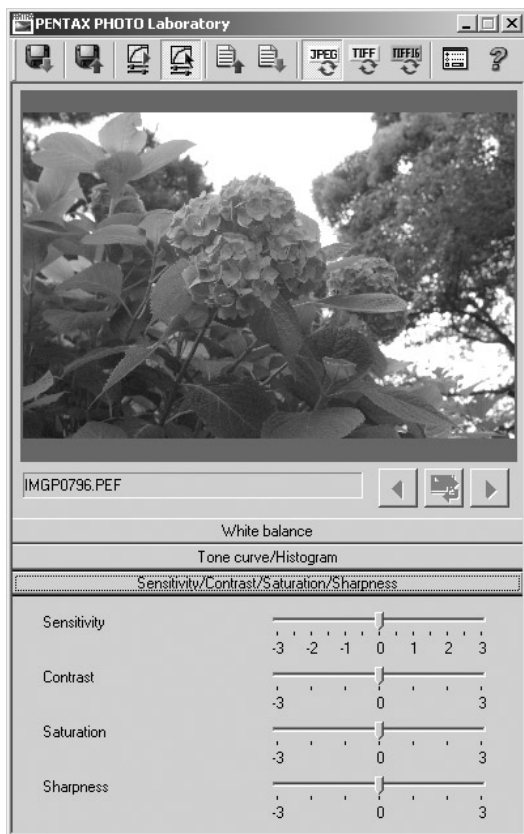 PENTAX PHOTO Laboratory
JPEG TIFF TIFF16
IMGP0796.PEF
White balance
Tone curve/Histogram
Sensitivity/Contrast/Saturation/Sharpness
Sensitivity
-3 -2 -1 0 1 2 3
Contrast
-3 0 3
Saturation
-3 0 3
Sharpness
-3 0 3